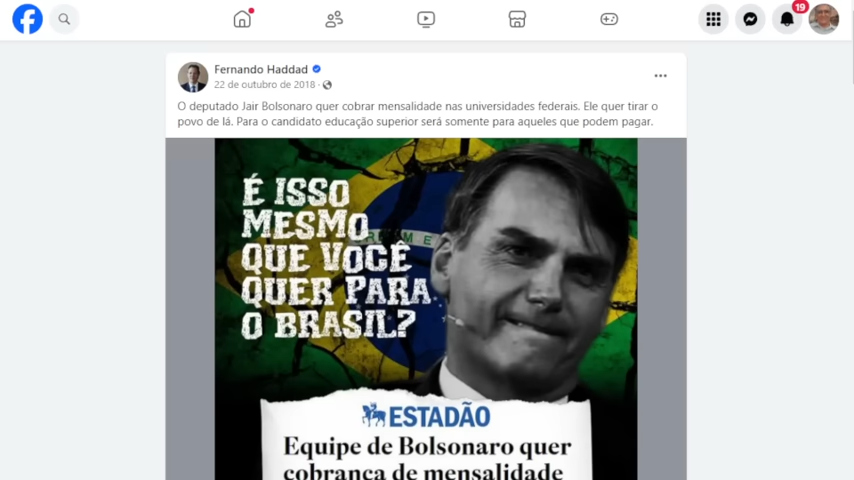 19
Fernando Haddad
22 de outubro de 2018 ·
O deputado Jair Bolsonaro quer cobrar mensalidade nas universidades federais. Ele quer tirar o
povo de lá. Para o candidato educação superior será somente para aqueles que podem pagar.
É ISSO
MESMO
QUE VOCÊ
QUER PARA
O BRASIL?
ESTADÃO
Equipe de Bolsonaro quer
cobrança de mensalidade